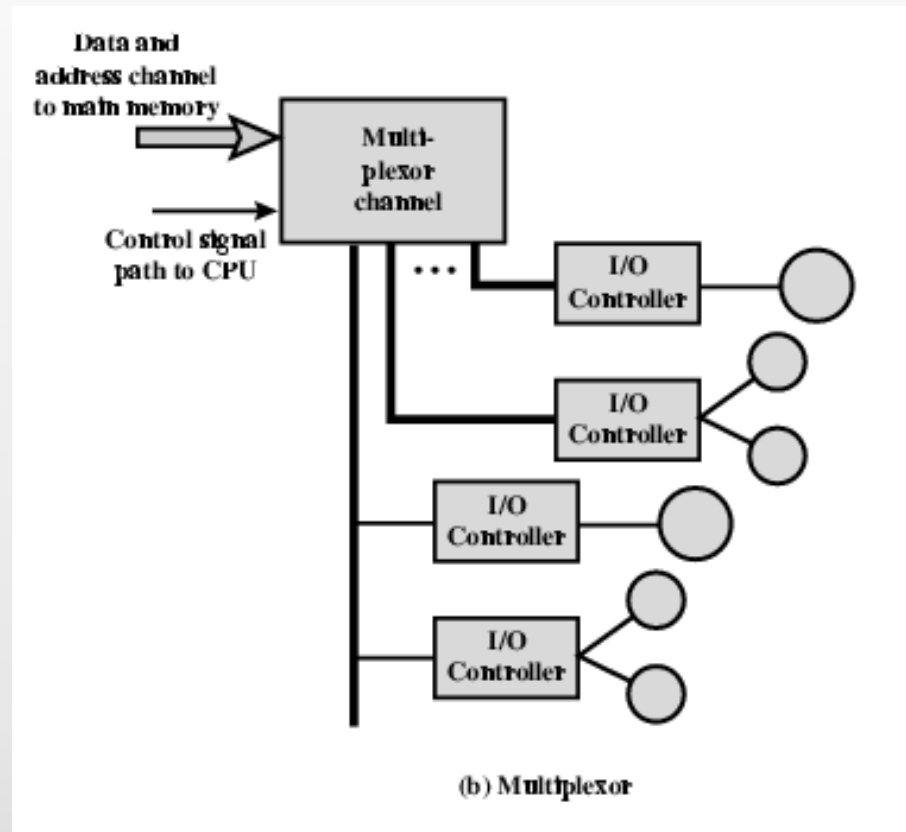 Data and
address channel
to main memory
Multi-
plexor
channel
Control signal
path to CPU
...
I/O
Controller
I/O
Controller
I/O
Controller
I/O
Controller
(b) Multiplexor